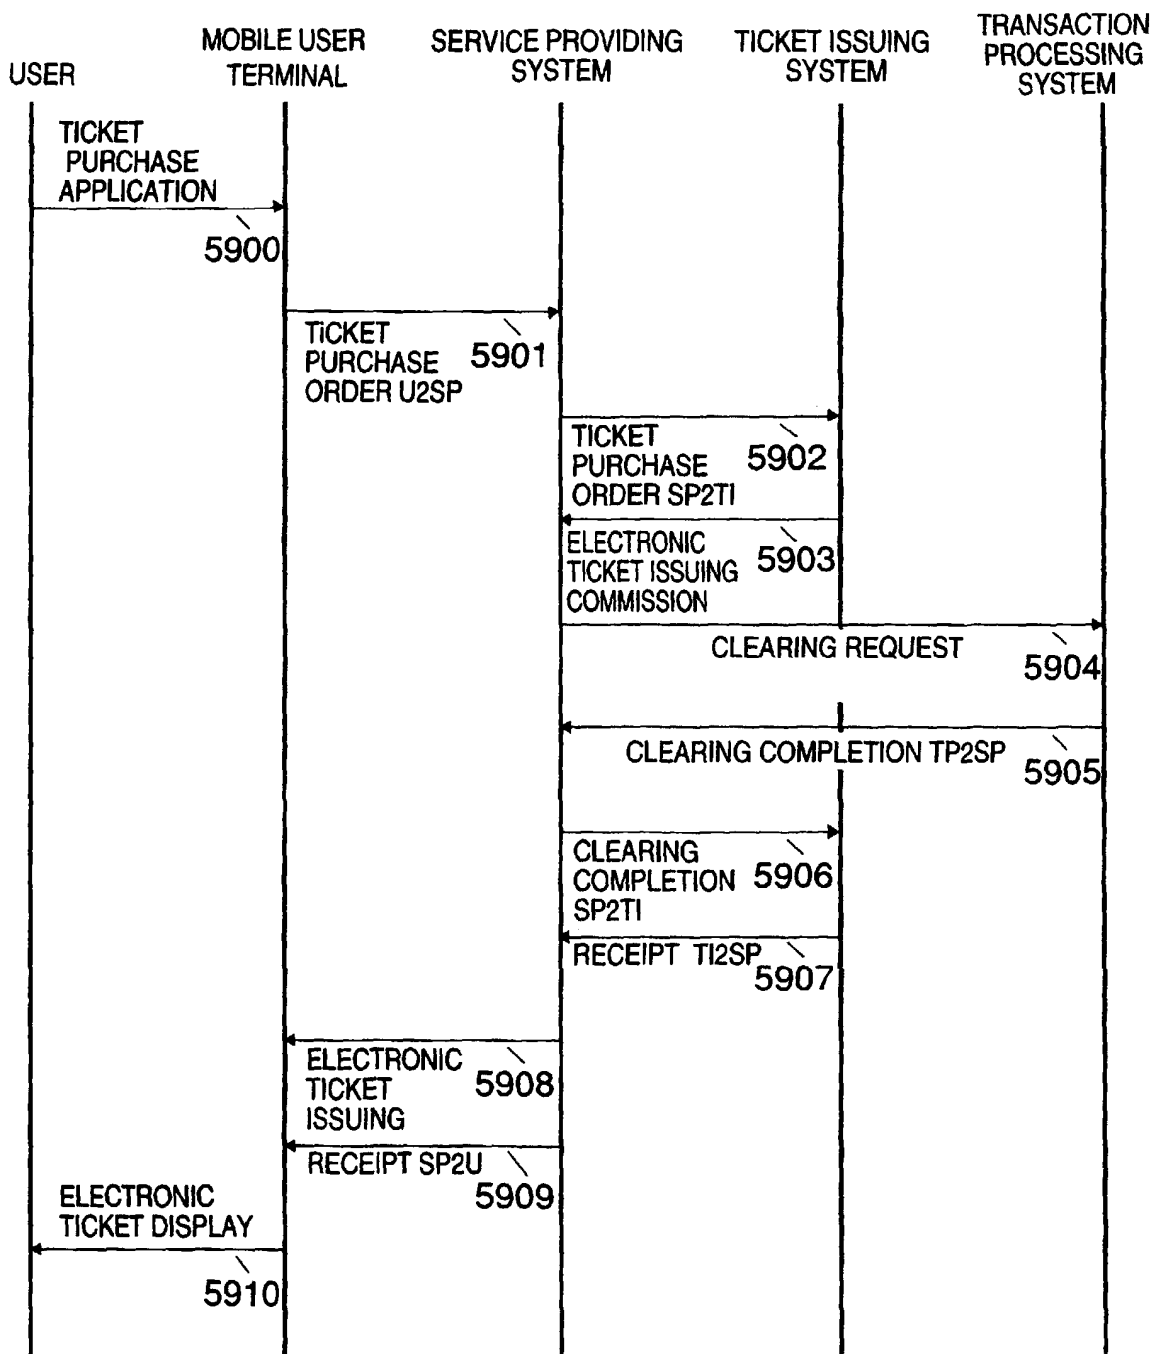 USER
MOBILE USER
TERMINAL
SERVICE PROVIDING
SYSTEM
TICKET ISSUING
SYSTEM
TRANSACTION
PROCESSING
SYSTEM
TICKET
PURCHASE
APPLICATION
5900
TICKET
PURCHASE
ORDER U2SP
5901
TICKET
PURCHASE
ORDER SP2TI
5902
ELECTRONIC
TICKET ISSUING
COMMISSION
5903
CLEARING REQUEST
5904
CLEARING COMPLETION TP2SP
5905
CLEARING
COMPLETION
SP2TI
5906
RECEIPT TI2SP
5907
ELECTRONIC
TICKET
ISSUING
5908
RECEIPT SP2U
5909
ELECTRONIC
TICKET DISPLAY
5910